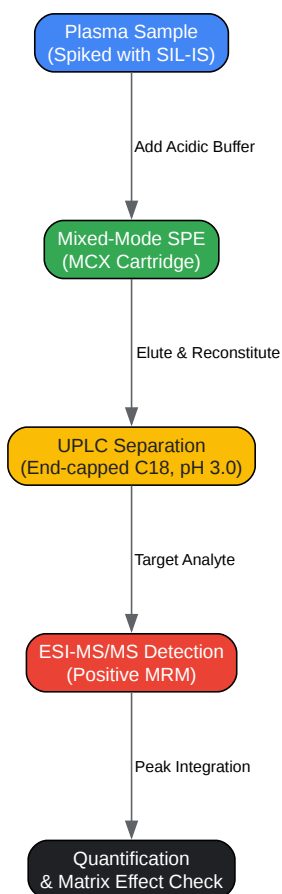 Plasma Sample
(Spiked with SIL-IS)
Add Acidic Buffer
Mixed-Mode SPE
(MCX Cartridge)
Elute & Reconstitute
UPLC Separation
(End-capped C18, pH 3.0)
Target Analyte
ESI-MS/MS Detection
(Positive MRM)
Peak Integration
Quantification
& Matrix Effect Check